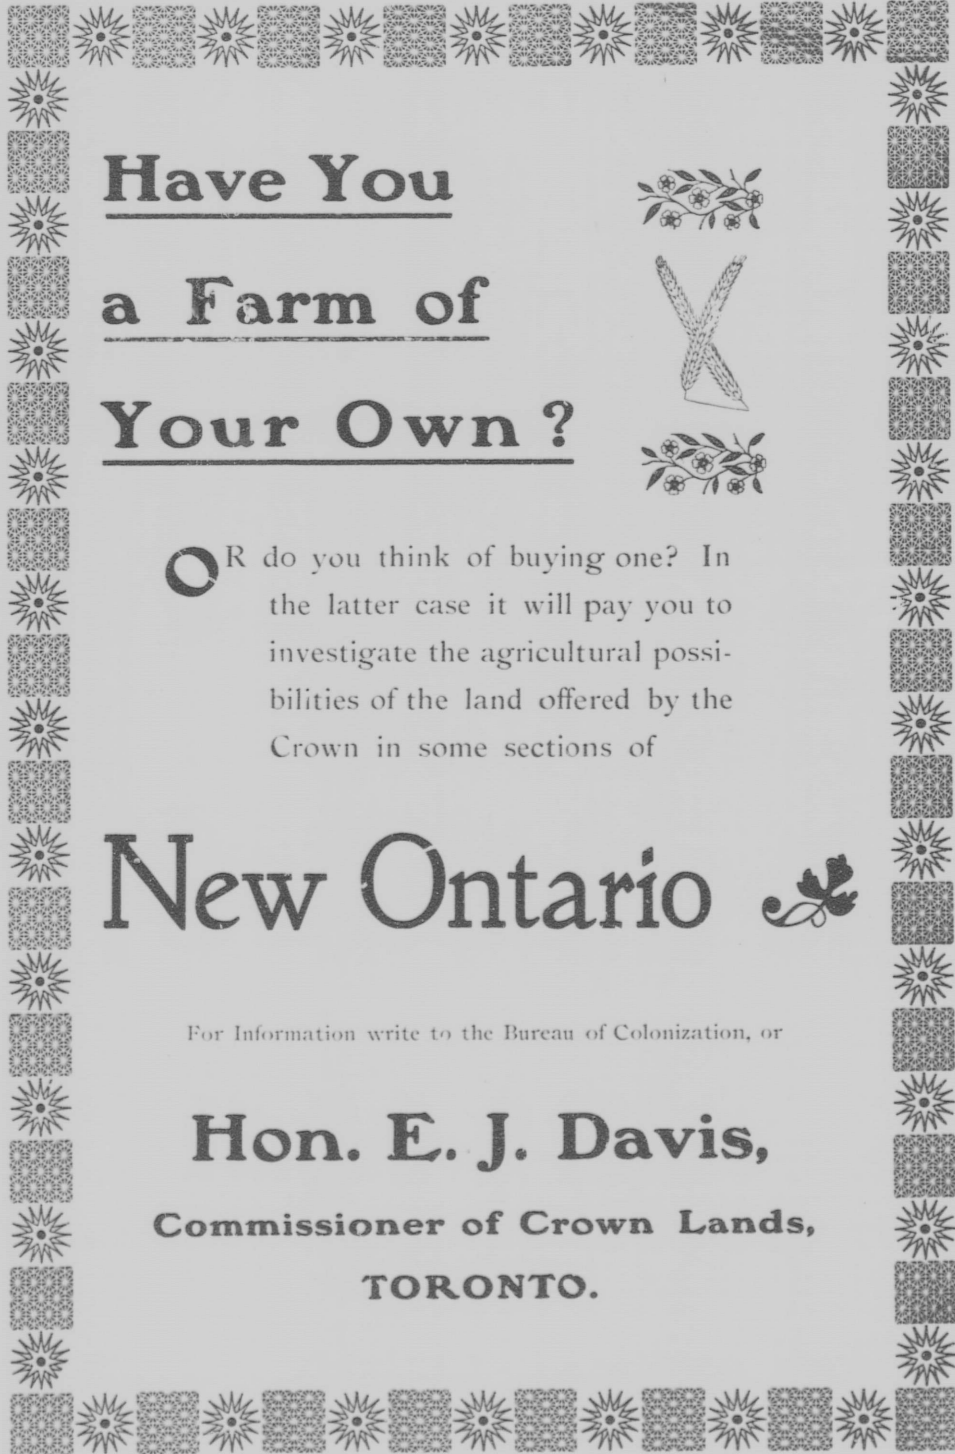 Have You
a Farm of
Your Own?
OR do you think of buying one? In
the latter case it will pay you to
investigate the agricultural possi-
bilities of the land offered by the
Crown in some sections of
New Ontario
For Information write to the Bureau of Colonization, or
Hon. E. J. Davis,
Commissioner of Crown Lands,
TORONTO.